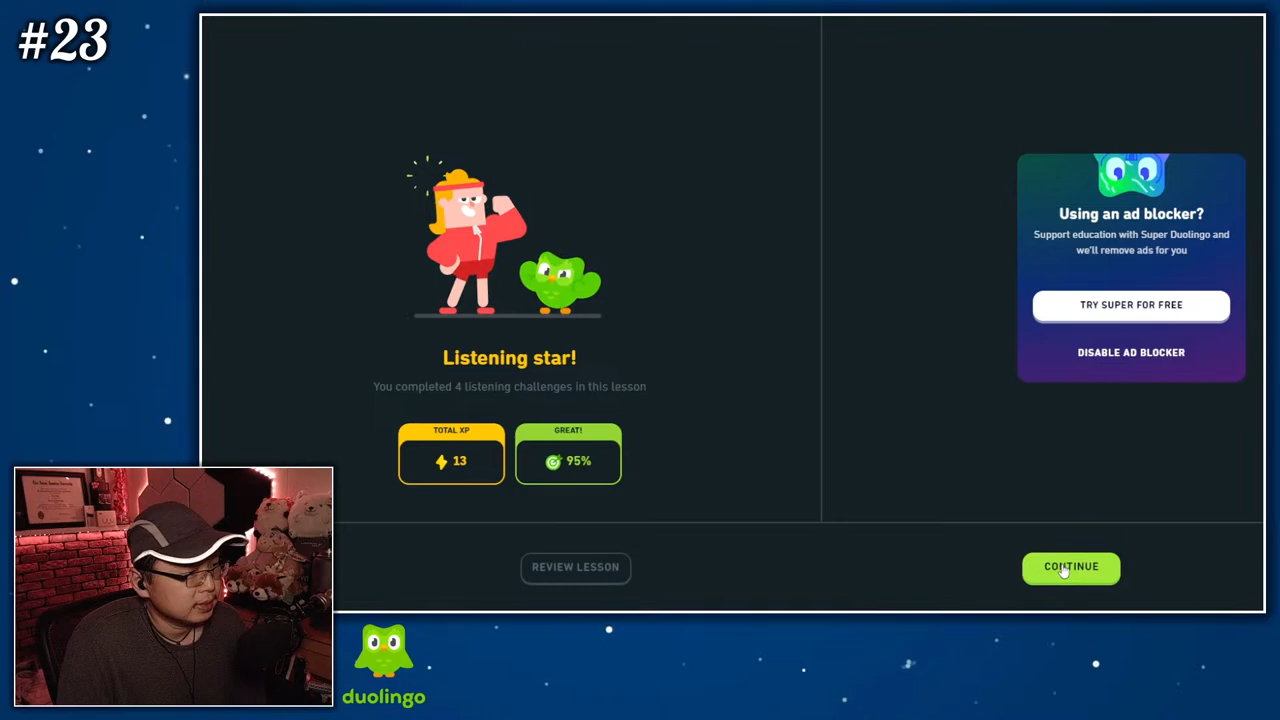 #23
Using an ad blocker?
Support education with Super Duolingo and
we'll remove ads for you
TRY SUPER FOR FREE
DISABLE AD BLOCKER
Listening star!
You completed 4 listening challenges in this lesson
TOTAL XP
13
GREAT!
95%
REVIEW LESSON
CONTINUE
duolingo